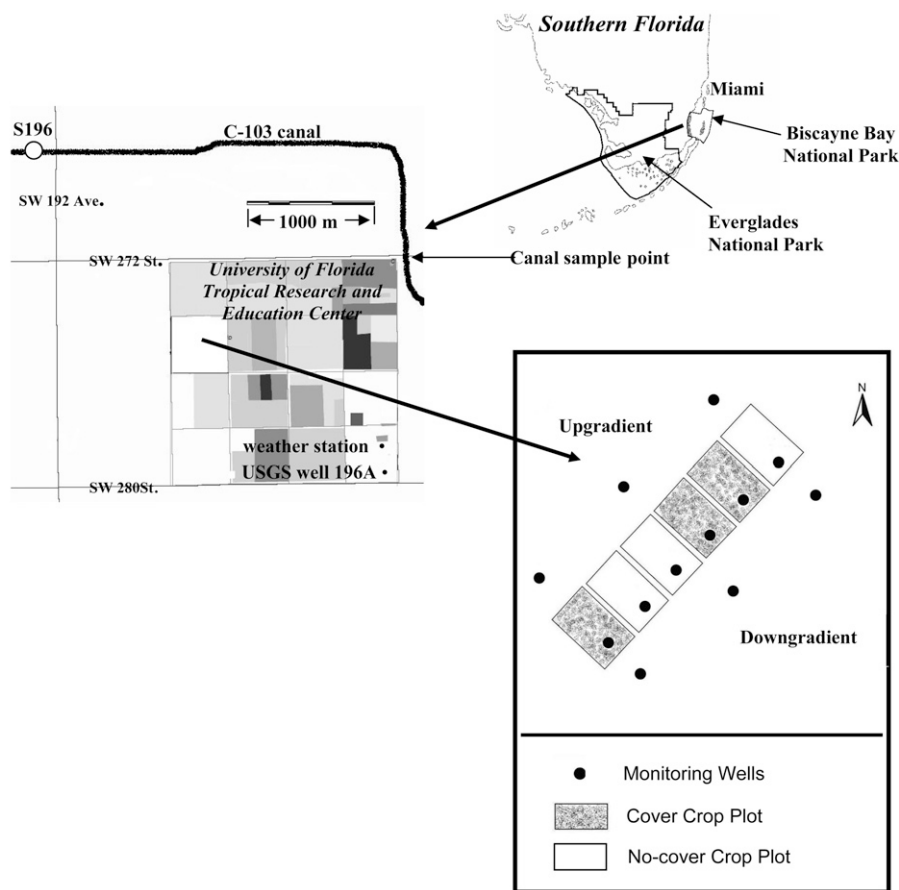 Southern Florida
Miami
Biscayne Bay
National Park
Everglades
National Park
S196
C-103 canal
SW 192 Ave.
1000 m
SW 272 St.
Canal sample point
University of Florida
Tropical Research and
Education Center
weather station
USGS well 196A
SW 280St.
N
Upgradient
Downgradient
Monitoring Wells
Cover Crop Plot
No-cover Crop Plot